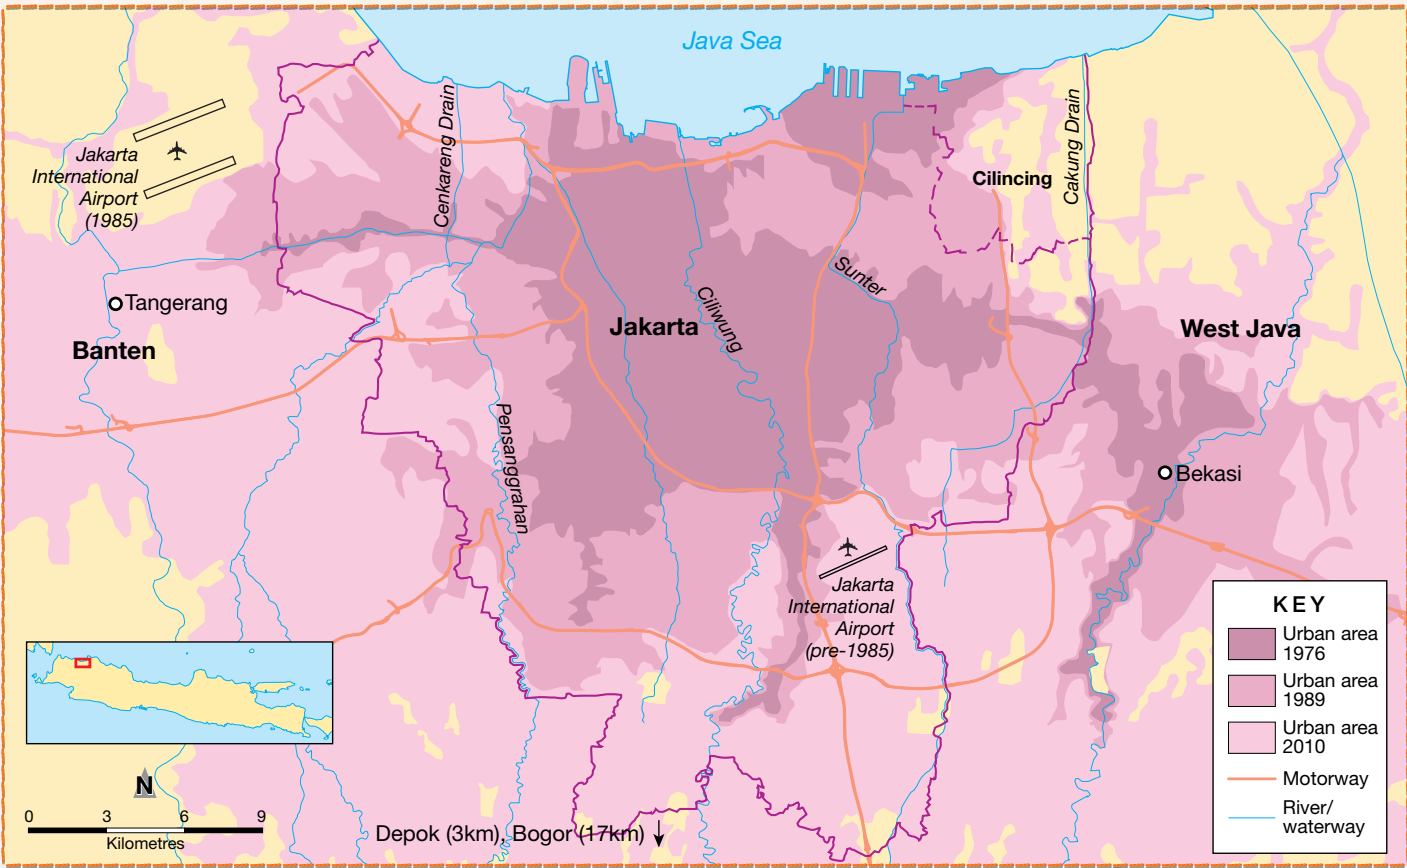 Java Sea
Jakarta
International
Airport
(1985)
Cenkareng Drain
Cakung Drain
Cilincing
Sunter
Ciliwung
Tangerang
Banten
Jakarta
West Java
Pensanggrahan
Bekasi
Jakarta
International
Airport
(pre-1985)
KEY
Urban area
1976
Urban area
1989
Urban area
2010
Motorway
River/
waterway
N
0 3 6 9
Kilometres
Depok (3km), Bogor (17km)